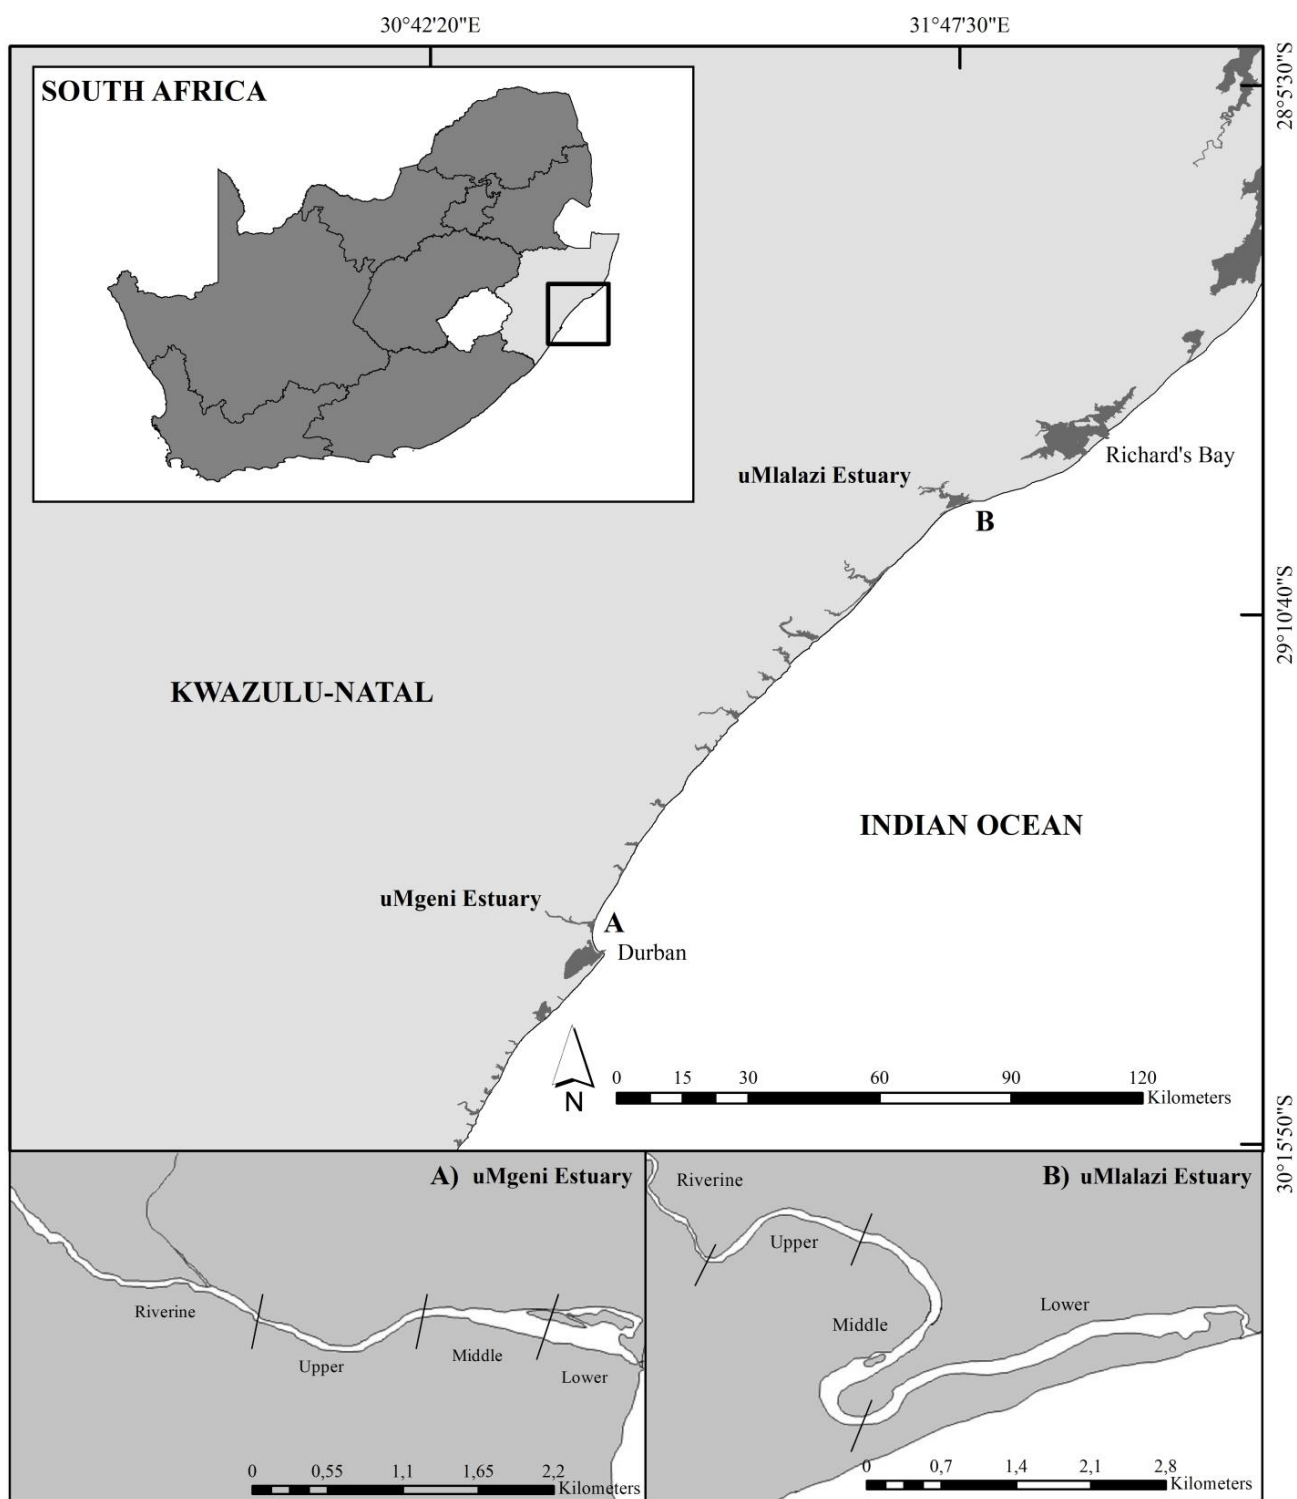 30°42'20"E 31°47'30"E
SOUTH AFRICA
28°5'30"S
Richard's Bay
uMlalazi Estuary
B
29°10'40"S
KWAZULU-NATAL
INDIAN OCEAN
uMgeni Estuary
A
Durban
N
0 15 30 60 90 120
Kilometers
30°15'50"S
A) uMgeni Estuary
Riverine
Upper
Middle
Lower
0 0,55 1,1 1,65 2,2
Kilometers
B) uMlalazi Estuary
Riverine
Upper
Middle
Lower
0 0,7 1,4 2,1 2,8
Kilometers